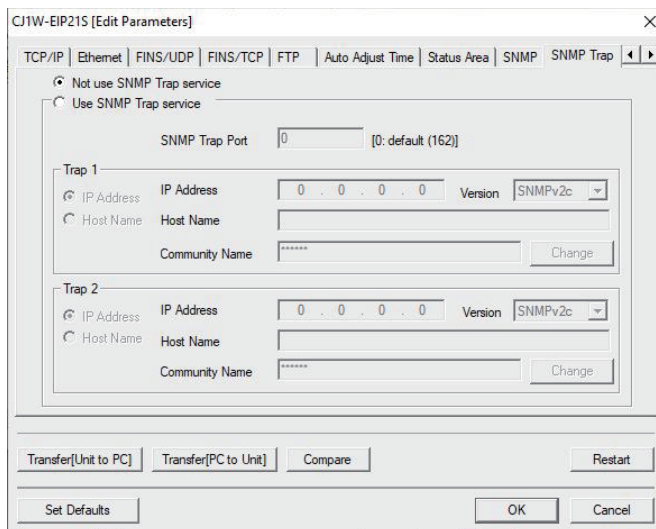 CJ1W-EIP21S [Edit Parameters]
TCP/IP Ethernet FINS/UDP FINS/TCP FTP Auto Adjust Time Status Area SNMP SNMP Trap
Not use SNMP Trap service
Use SNMP Trap service
SNMP Trap Port 0 [0: default (162)]
Trap 1
IP Address IP Address 0 . 0 . 0 . 0 Version SNMPv2c
Host Name Host Name
Community Name ****** Change
Trap 2
IP Address IP Address 0 . 0 . 0 . 0 Version SNMPv2c
Host Name Host Name
Community Name ****** Change
Transfer[Unit to PC] Transfer[PC to Unit] Compare Restart
Set Defaults OK Cancel